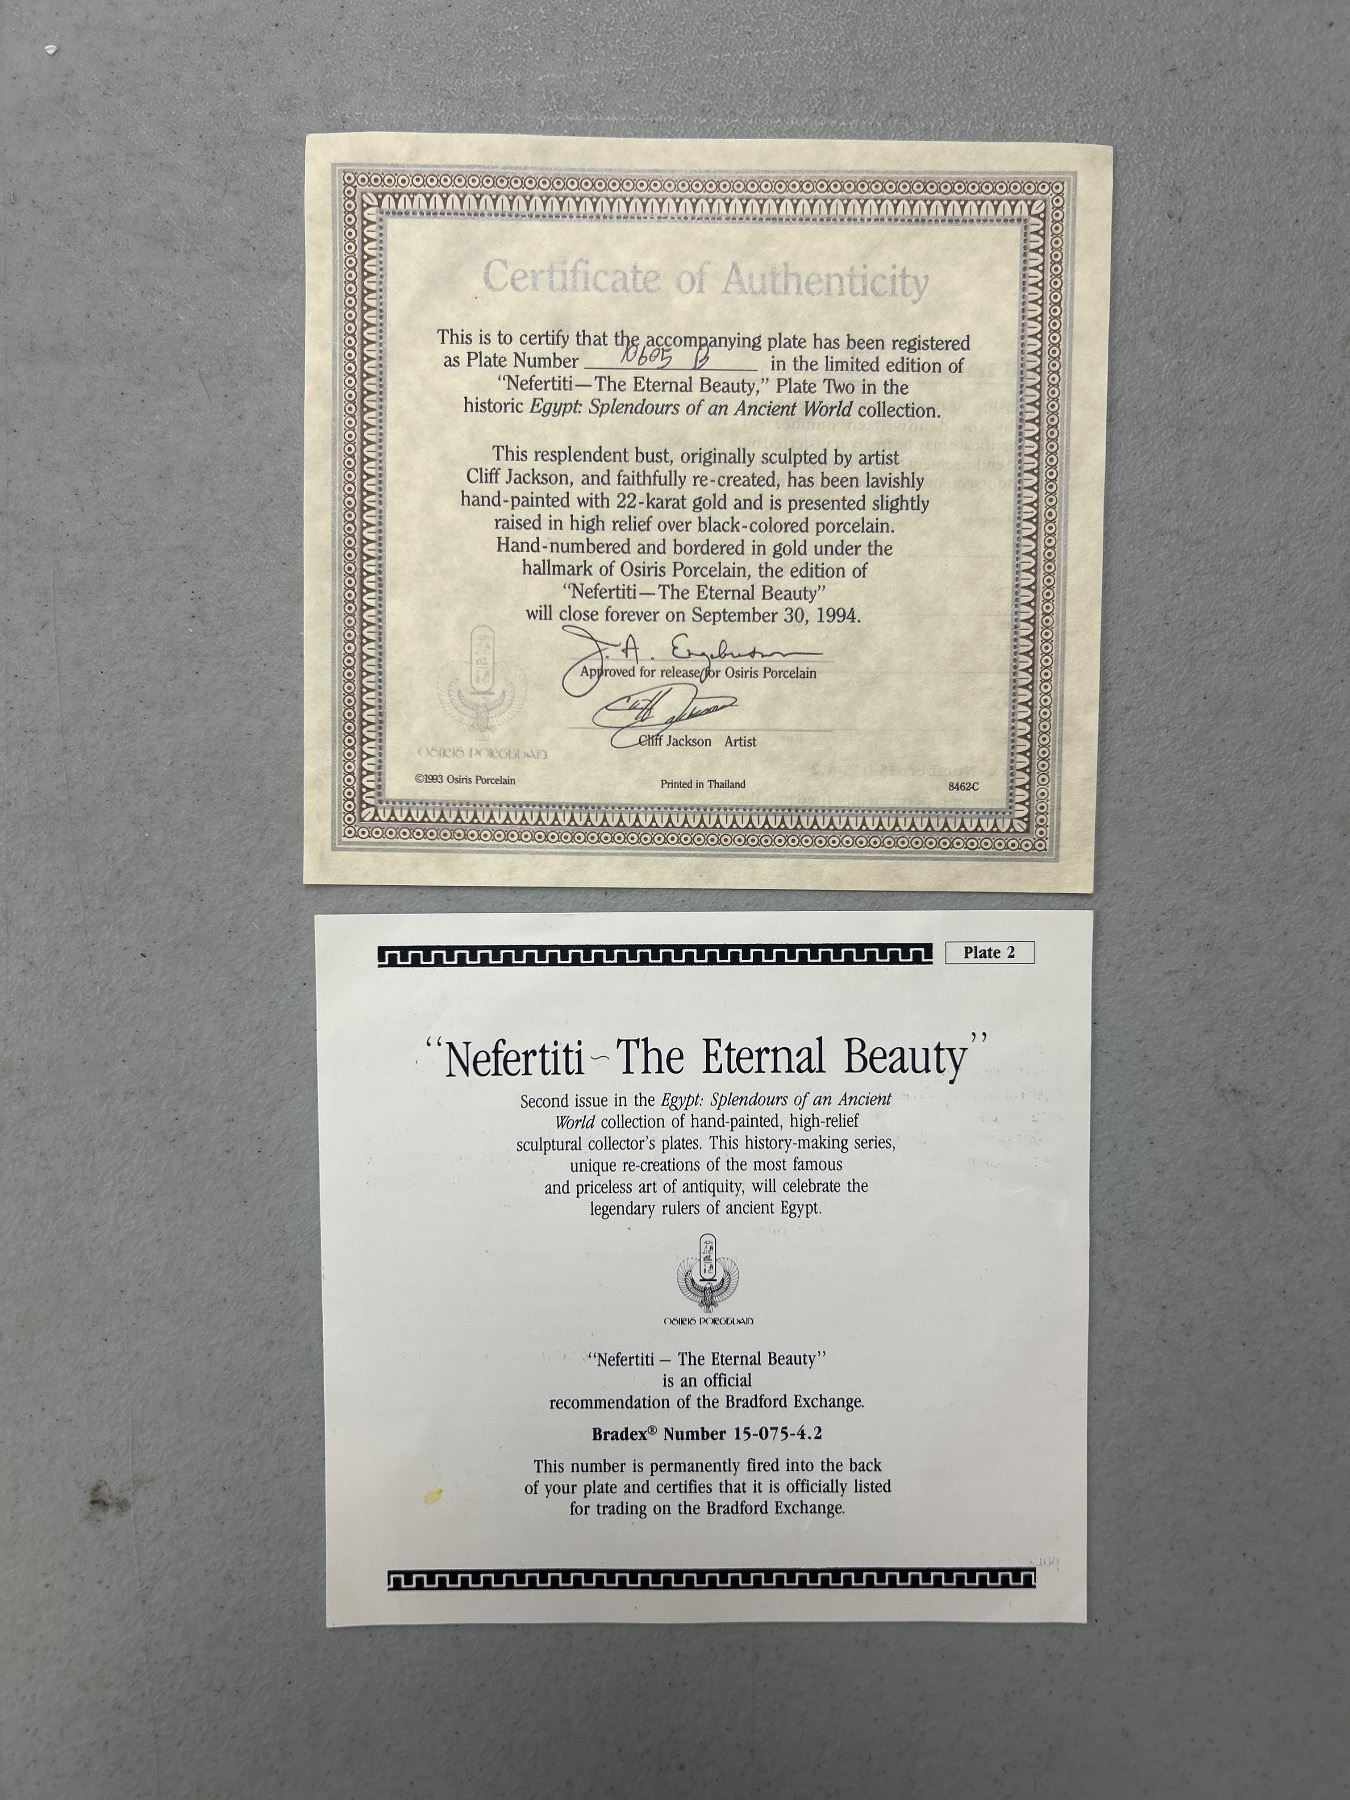 Certificate of Authenticity
This is to certify that the accompanying plate has been registered
as Plate Number 10605 B in the limited edition of
“Nefertiti—The Eternal Beauty,” Plate Two in the
historic Egypt: Splendours of an Ancient World collection.
This resplendent bust, originally sculpted by artist
Cliff Jackson, and faithfully re-created, has been lavishly
hand-painted with 22-karat gold and is presented slightly
raised in high relief over black-colored porcelain.
Hand-numbered and bordered in gold under the
hallmark of Osiris Porcelain, the edition of
“Nefertiti—The Eternal Beauty”
will close forever on September 30, 1994.
J. A.
Approved for release for Osiris Porcelain
Cliff Jackson
Cliff Jackson Artist
OSIRIS PORCELAIN
©1993 Osiris Porcelain Printed in Thailand 8462-C
Plate 2
“Nefertiti~The Eternal Beauty”
Second issue in the Egypt: Splendours of an Ancient
World collection of hand-painted, high-relief
sculptural collector's plates. This history-making series,
unique re-creations of the most famous
and priceless art of antiquity, will celebrate the
legendary rulers of ancient Egypt.
OSIRIS PORCELAIN
“Nefertiti – The Eternal Beauty”
is an official
recommendation of the Bradford Exchange.
Bradex® Number 15-075-4.2
This number is permanently fired into the back
of your plate and certifies that it is officially listed
for trading on the Bradford Exchange.